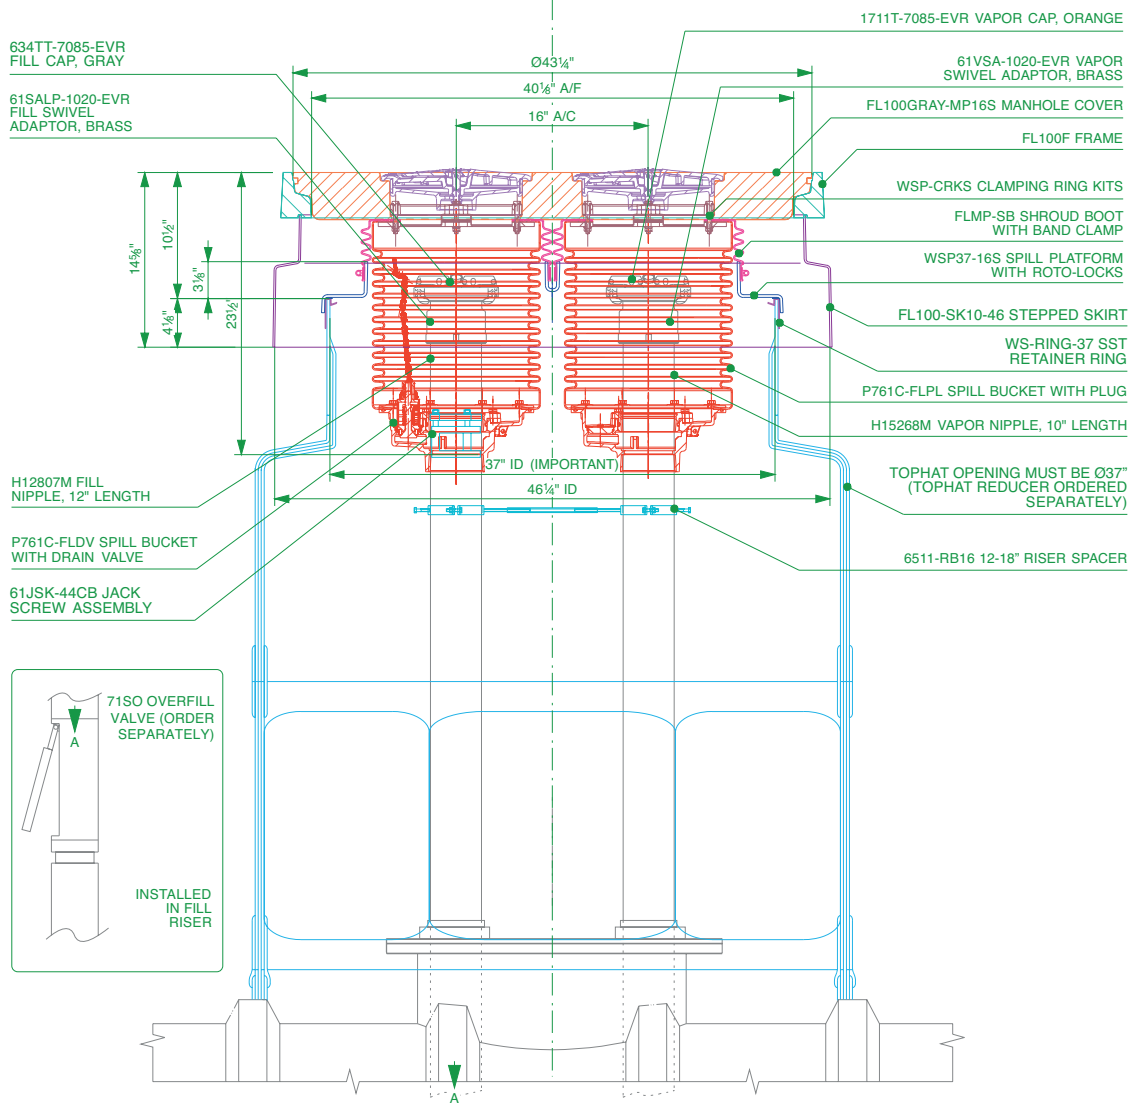 634TT-7085-EVR
FILL CAP, GRAY
61SALP-1020-EVR
FILL SWIVEL
ADAPTOR, BRASS
1711T-7085-EVR VAPOR CAP, ORANGE
61VSA-1020-EVR VAPOR
SWIVEL ADAPTOR, BRASS
FL100GRAY-MP16S MANHOLE COVER
FL100F FRAME
WSP-CRKS CLAMPING RING KITS
FLMP-SB SHROUD BOOT
WITH BAND CLAMP
WSP37-16S SPILL PLATFORM
WITH ROTO-LOCKS
FL100-SK10-46 STEPPED SKIRT
WS-RING-37 SST
RETAINER RING
P761C-FLPL SPILL BUCKET WITH PLUG
H15268M VAPOR NIPPLE, 10" LENGTH
TOPHAT OPENING MUST BE Ø37"
(TOPHAT REDUCER ORDERED
SEPARATELY)
6511-RB16 12-18" RISER SPACER
Ø43¼"
40⅛" A/F
16" A/C
14⅝"
10½"
3⅛"
4⅛"
23½"
37" ID (IMPORTANT)
46¼" ID
H12807M FILL
NIPPLE, 12" LENGTH
P761C-FLDV SPILL BUCKET
WITH DRAIN VALVE
61JSK-44CB JACK
SCREW ASSEMBLY
71SO OVERFILL
VALVE (ORDER
SEPARATELY)
A
INSTALLED
IN FILL
RISER
A